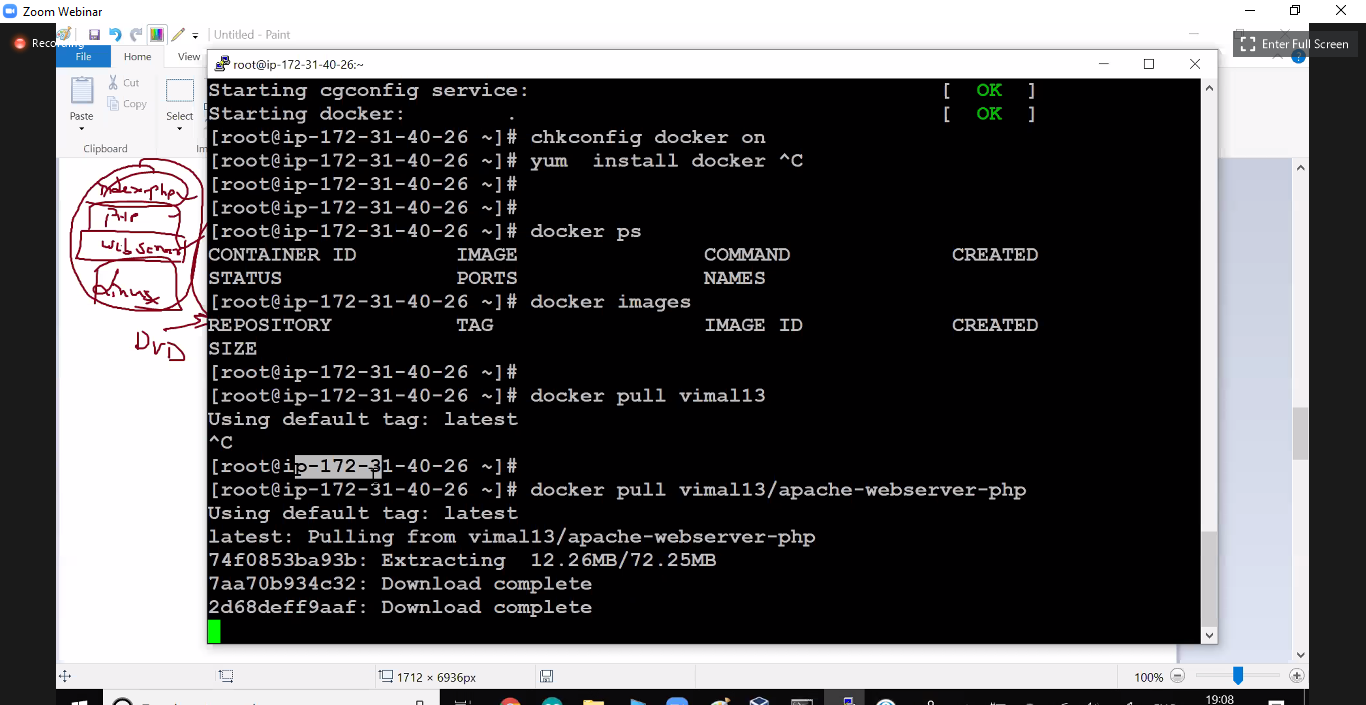 Zoom Webinar
Recording
Untitled - Paint
Enter Full Screen
File Home View
root@ip-172-31-40-26:~
Cut
Copy
Paste
Select
Clipboard
Im
Starting cgconfig service: [ OK ]
Starting docker: . [ OK ]
[root@ip-172-31-40-26 ~]# chkconfig docker on
[root@ip-172-31-40-26 ~]# yum  install docker ^C
[root@ip-172-31-40-26 ~]#
[root@ip-172-31-40-26 ~]#
[root@ip-172-31-40-26 ~]# docker ps
CONTAINER ID IMAGE COMMAND CREATED
STATUS PORTS NAMES
[root@ip-172-31-40-26 ~]# docker images
REPOSITORY TAG IMAGE ID CREATED
SIZE
[root@ip-172-31-40-26 ~]#
[root@ip-172-31-40-26 ~]# docker pull vimal13
Using default tag: latest
^C
[root@ip-172-31-40-26 ~]#
[root@ip-172-31-40-26 ~]# docker pull vimal13/apache-webserver-php
Using default tag: latest
latest: Pulling from vimal13/apache-webserver-php
74f0853ba93b: Extracting  12.26MB/72.25MB
7aa70b934c32: Download complete
2d68deff9aaf: Download complete
index.php
php
Linux
DVD
1712 × 6936px
100%
19:08